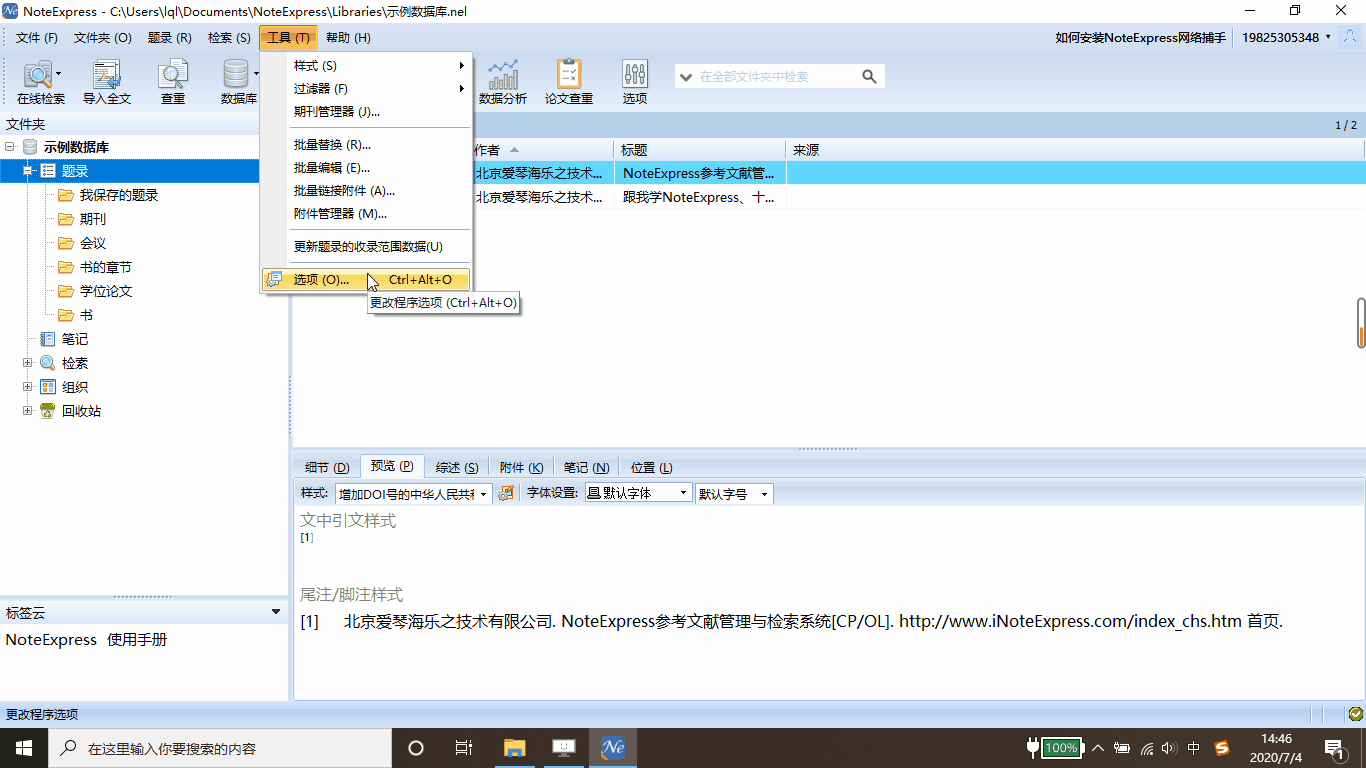 NoteExpress - C:\Users\lql\Documents\NoteExpress\Libraries\示例数据库.nel
文件 (F) 文件夹 (O) 题录 (R) 检索 (S) 工具 (T) 帮助 (H) 如何安装NoteExpress网络捕手 19825305348
在线检索 导入全文 查重 数据库 数据分析 论文查重 选项 在全部文件夹中检索
样式 (S)
过滤器 (F)
期刊管理器 (J)...
批量替换 (R)...
批量编辑 (E)...
批量链接附件 (A)...
附件管理器 (M)...
更新题录的收录范围数据(U)
选项 (O)... Ctrl+Alt+O
更改程序选项 (Ctrl+Alt+O)
文件夹
示例数据库
题录
我保存的题录
期刊
会议
书的章节
学位论文
书
笔记
检索
组织
回收站
1 / 2
作者 标题 来源
北京爱琴海乐之技术... NoteExpress参考文献管...
北京爱琴海乐之技术... 跟我学NoteExpress、十...
细节 (D) 预览 (P) 综述 (S) 附件 (K) 笔记 (N) 位置 (L)
样式: 增加DOI号的中华人民共和 字体设置: 默认字体 默认字号
文中引文样式
[1]
尾注/脚注样式
[1] 北京爱琴海乐之技术有限公司. NoteExpress参考文献管理与检索系统[CP/OL]. http://www.iNoteExpress.com/index_chs.htm 首页.
标签云
NoteExpress 使用手册
更改程序选项
在这里输入你要搜索的内容
Ne
100%
中
14:46
2020/7/4
1